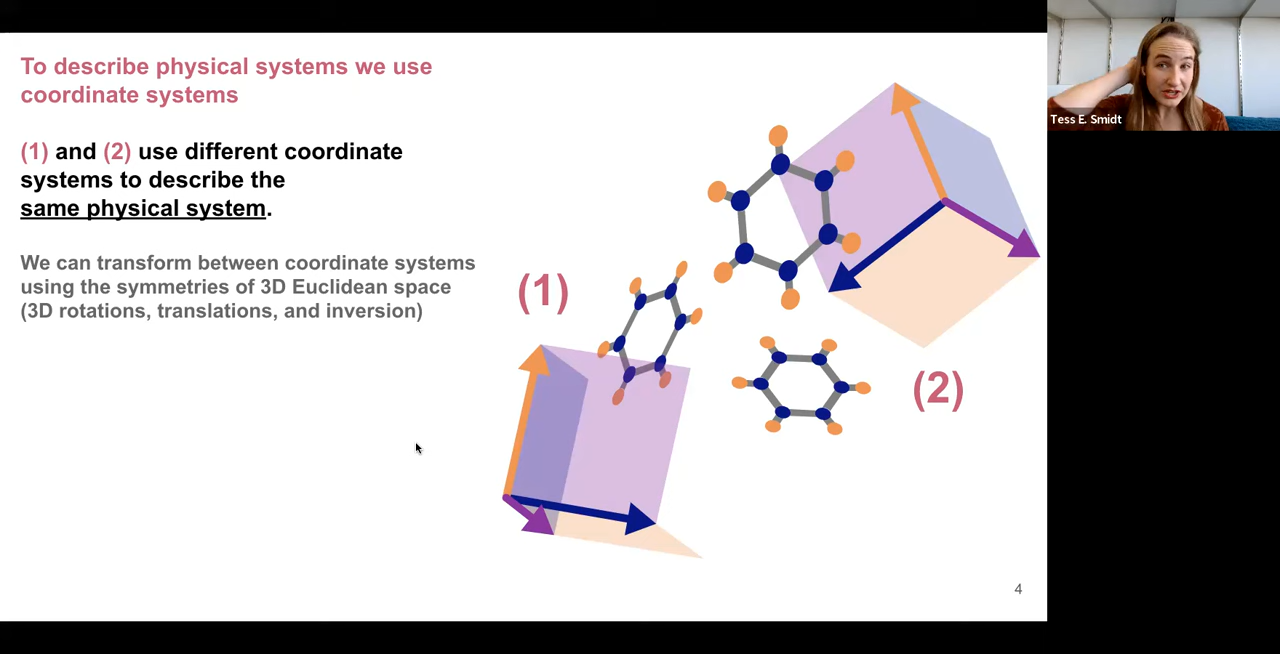 To describe physical systems we use
coordinate systems
(1) and (2) use different coordinate
systems to describe the
same physical system.
We can transform between coordinate systems
using the symmetries of 3D Euclidean space
(3D rotations, translations, and inversion)
(1)
(2)
4
Tess E. Smidt